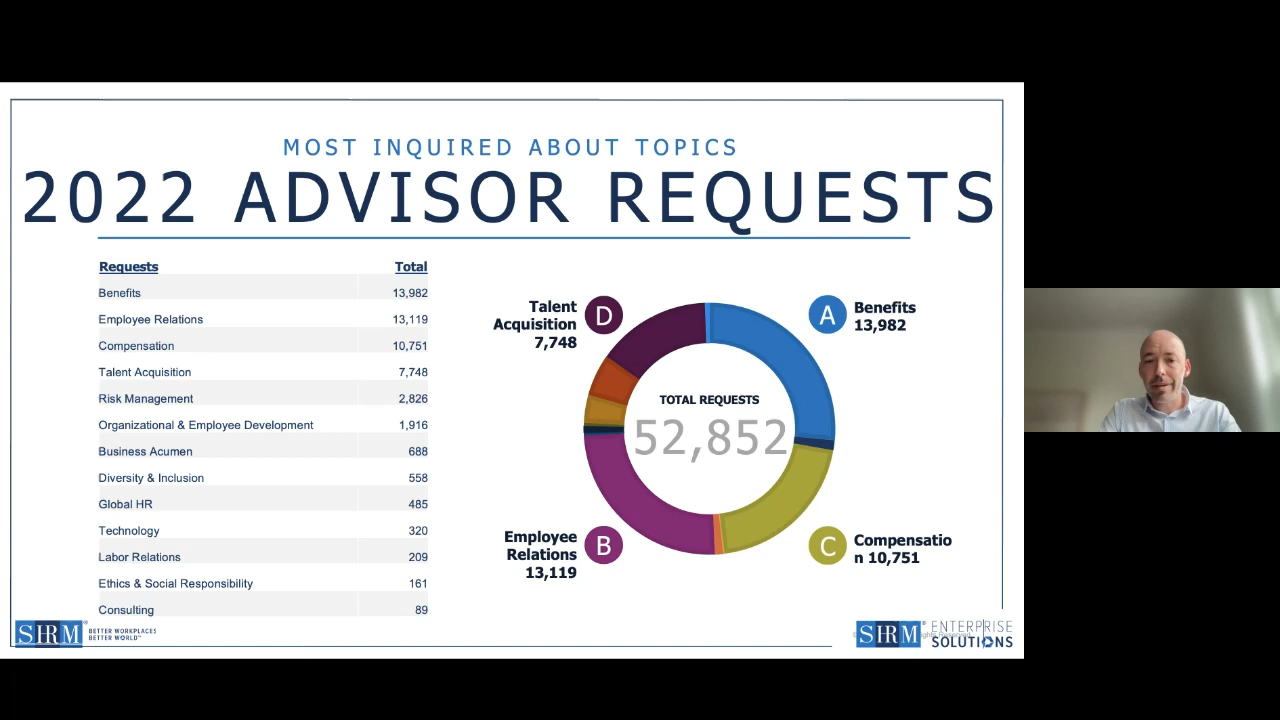 MOST INQUIRED ABOUT TOPICS
2022 ADVISOR REQUESTS
Requests Total
Benefits 13,982
Employee Relations 13,119
Compensation 10,751
Talent Acquisition 7,748
Risk Management 2,826
Organizational & Employee Development 1,916
Business Acumen 688
Diversity & Inclusion 558
Global HR 485
Technology 320
Labor Relations 209
Ethics & Social Responsibility 161
Consulting 89
Talent
Acquisition
7,748
D
A
Benefits
13,982
TOTAL REQUESTS
52,852
Employee
Relations
13,119
B
C
Compensatio
n 10,751
SHRM
BETTER WORKPLACES
BETTER WORLD™
SHRM
ENTERPRISE
SOLUTIONS